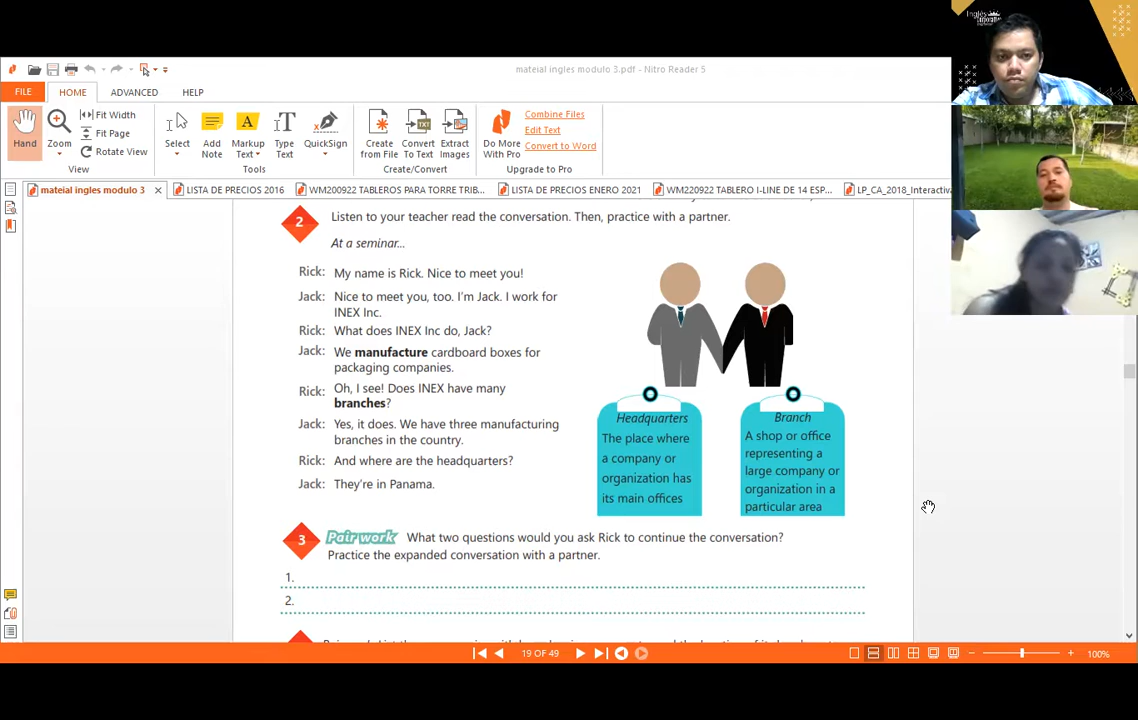 Inglés
corporativo
mateial ingles modulo 3.pdf - Nitro Reader 5
FILE
HOME
ADVANCED
HELP
Hand
Zoom
Fit Width
Fit Page
Rotate View
View
Select
Add Note
Markup Text
Type Text
QuickSign
Tools
Create from File
Convert To Text
Extract Images
Create/Convert
Do More With Pro
Combine Files
Edit Text
Convert to Word
Upgrade to Pro
mateial ingles modulo 3
LISTA DE PRECIOS 2016
WM200922 TABLEROS PARA TORRE TRIB...
LISTA DE PRECIOS ENERO 2021
WM200922 TABLERO I-LINE DE 14 ESP...
LP_CA_2018_Interactiva
2
Listen to your teacher read the conversation. Then, practice with a partner.
At a seminar...
Rick: My name is Rick. Nice to meet you!
Jack: Nice to meet you, too. I'm Jack. I work for
INEX Inc.
Rick: What does INEX Inc do, Jack?
Jack: We manufacture cardboard boxes for
packaging companies.
Rick: Oh, I see! Does INEX have many
branches?
Jack: Yes, it does. We have three manufacturing
branches in the country.
Rick: And where are the headquarters?
Jack: They're in Panama.
Headquarters
The place where
a company or
organization has
its main offices
Branch
A shop or office
representing a
large company or
organization in a
particular area
3
Pair work What two questions would you ask Rick to continue the conversation?
Practice the expanded conversation with a partner.
1.
2.
19 OF 49
100%